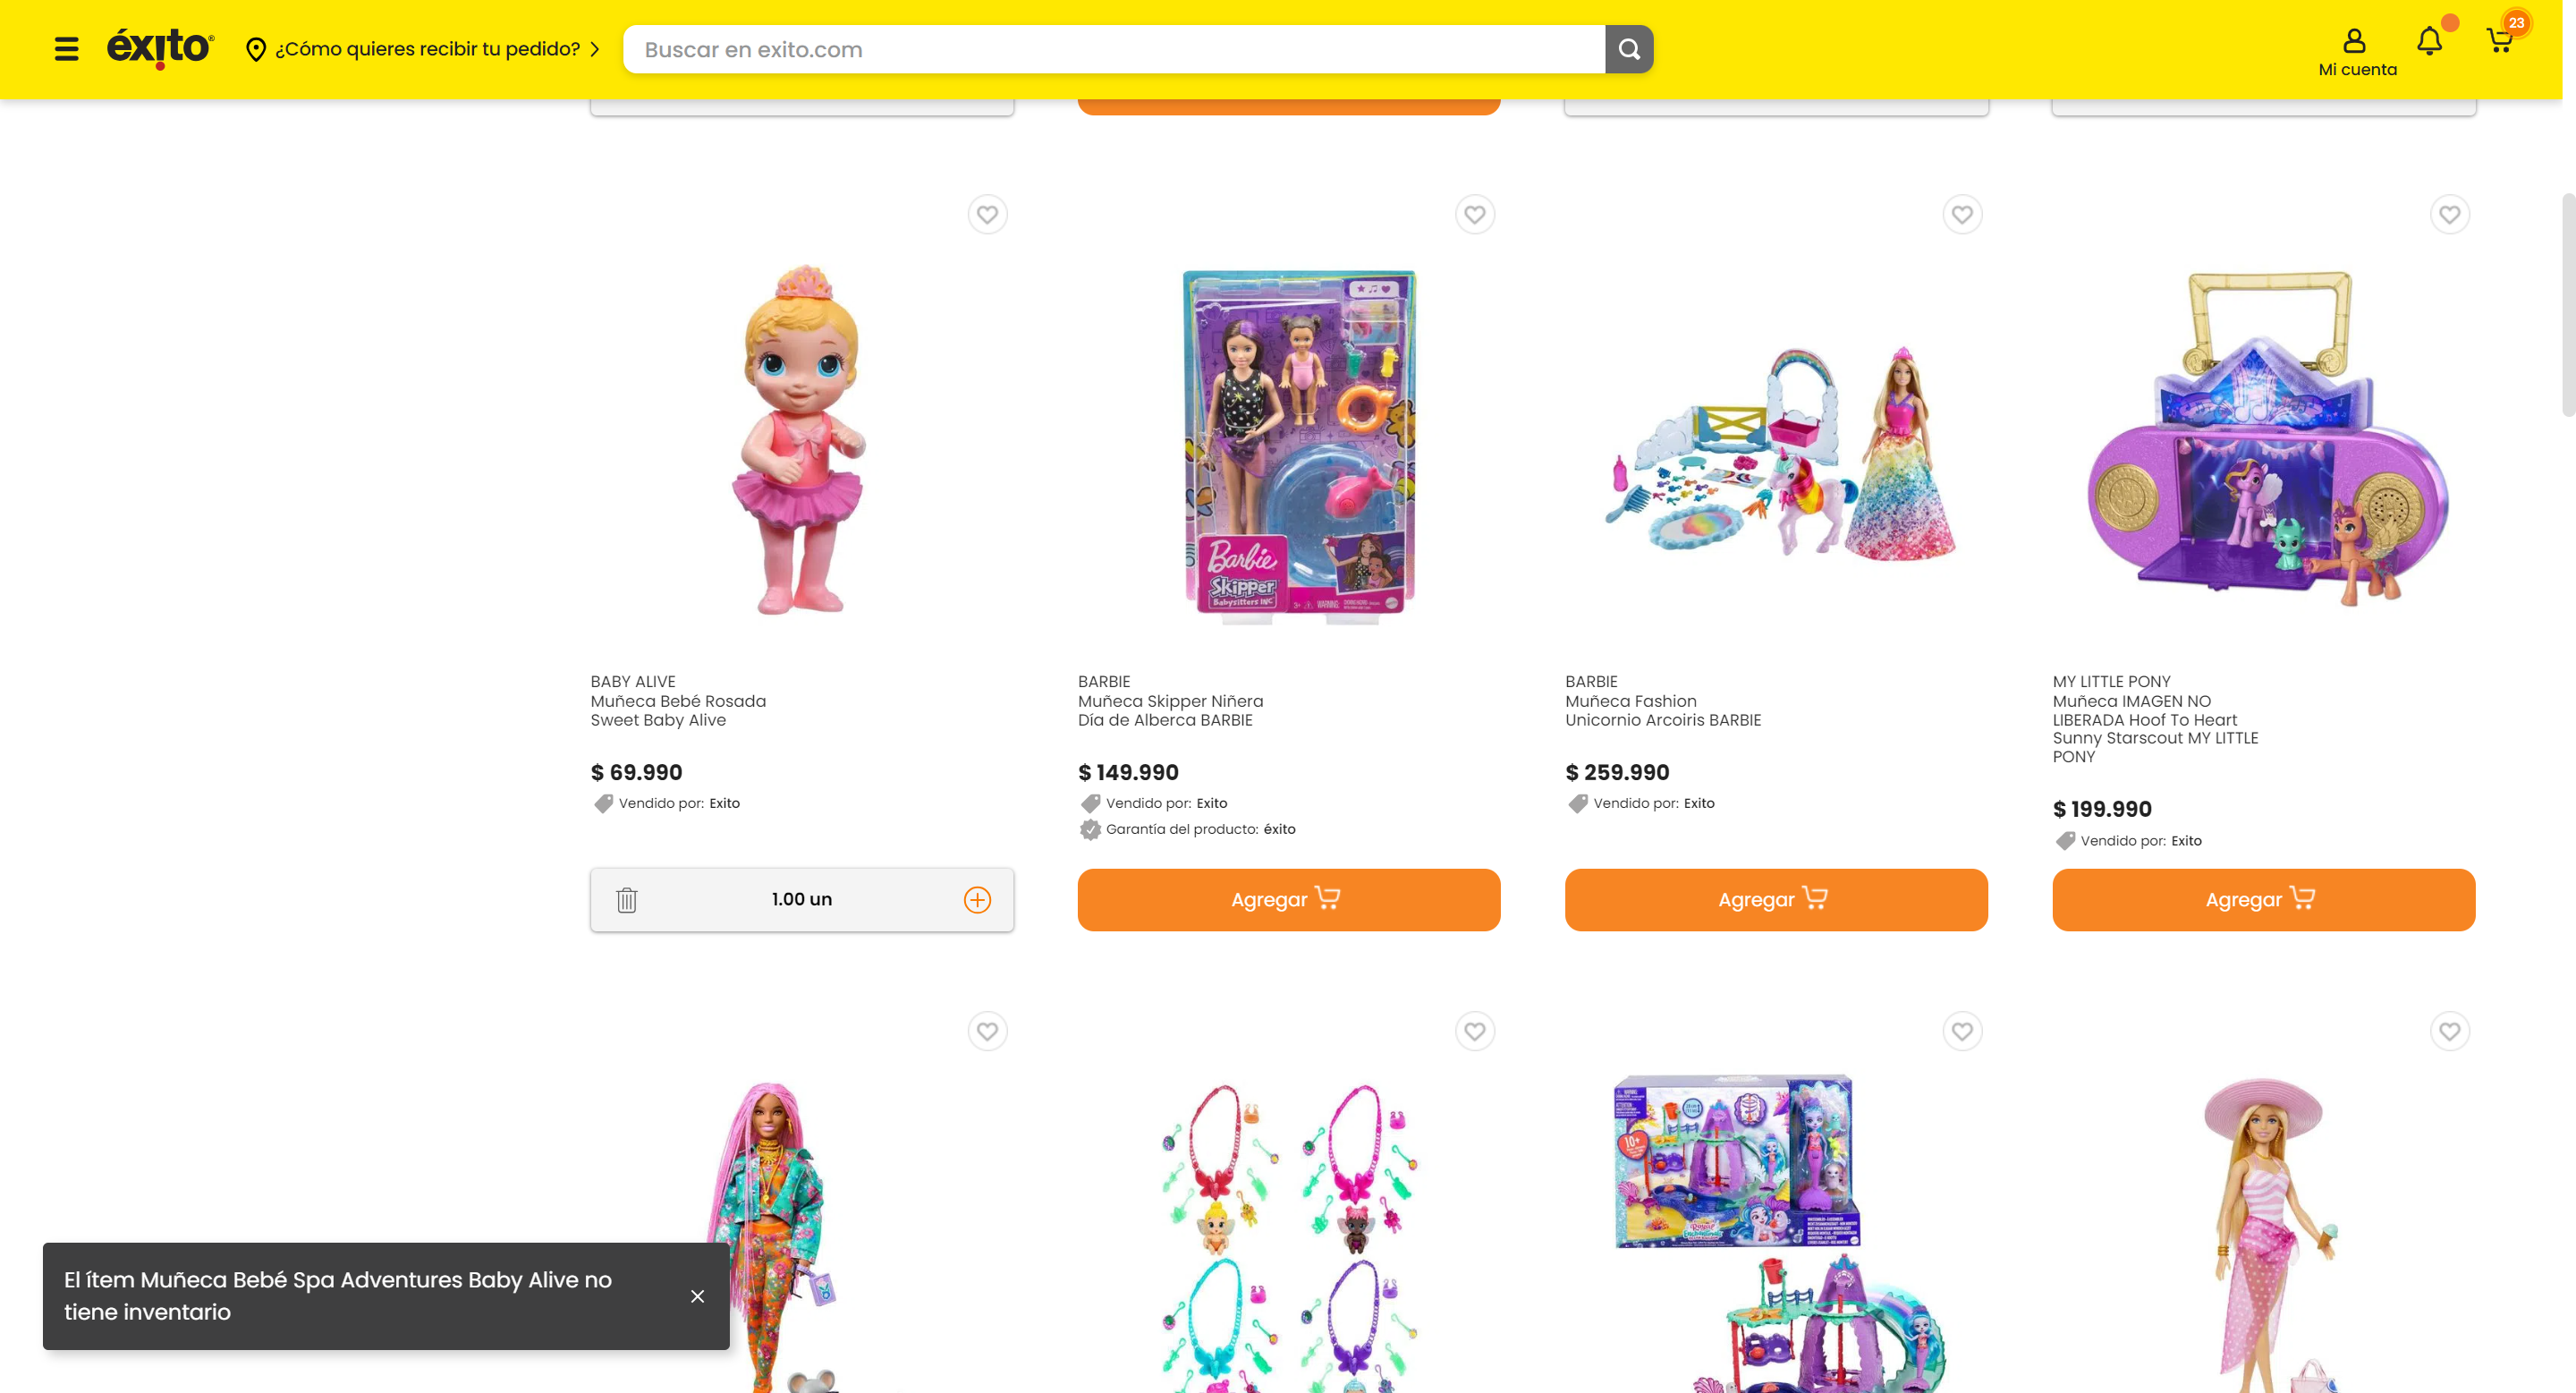 éxito
¿Cómo quieres recibir tu pedido?
Buscar en exito.com
Mi cuenta
23
Barbie
Skipper
Babysitters INC
BABY ALIVE
Muñeca Bebé Rosada
Sweet Baby Alive
$ 69.990
Vendido por: Exito
1.00 un
BARBIE
Muñeca Skipper Niñera
Día de Alberca BARBIE
$ 149.990
Vendido por: Exito
Garantía del producto: éxito
Agregar
BARBIE
Muñeca Fashion
Unicornio Arcoiris BARBIE
$ 259.990
Vendido por: Exito
Agregar
MY LITTLE PONY
Muñeca IMAGEN NO
LIBERADA Hoof To Heart
Sunny Starscout MY LITTLE
PONY
$ 199.990
Vendido por: Exito
Agregar
El ítem Muñeca Bebé Spa Adventures Baby Alive no
tiene inventario